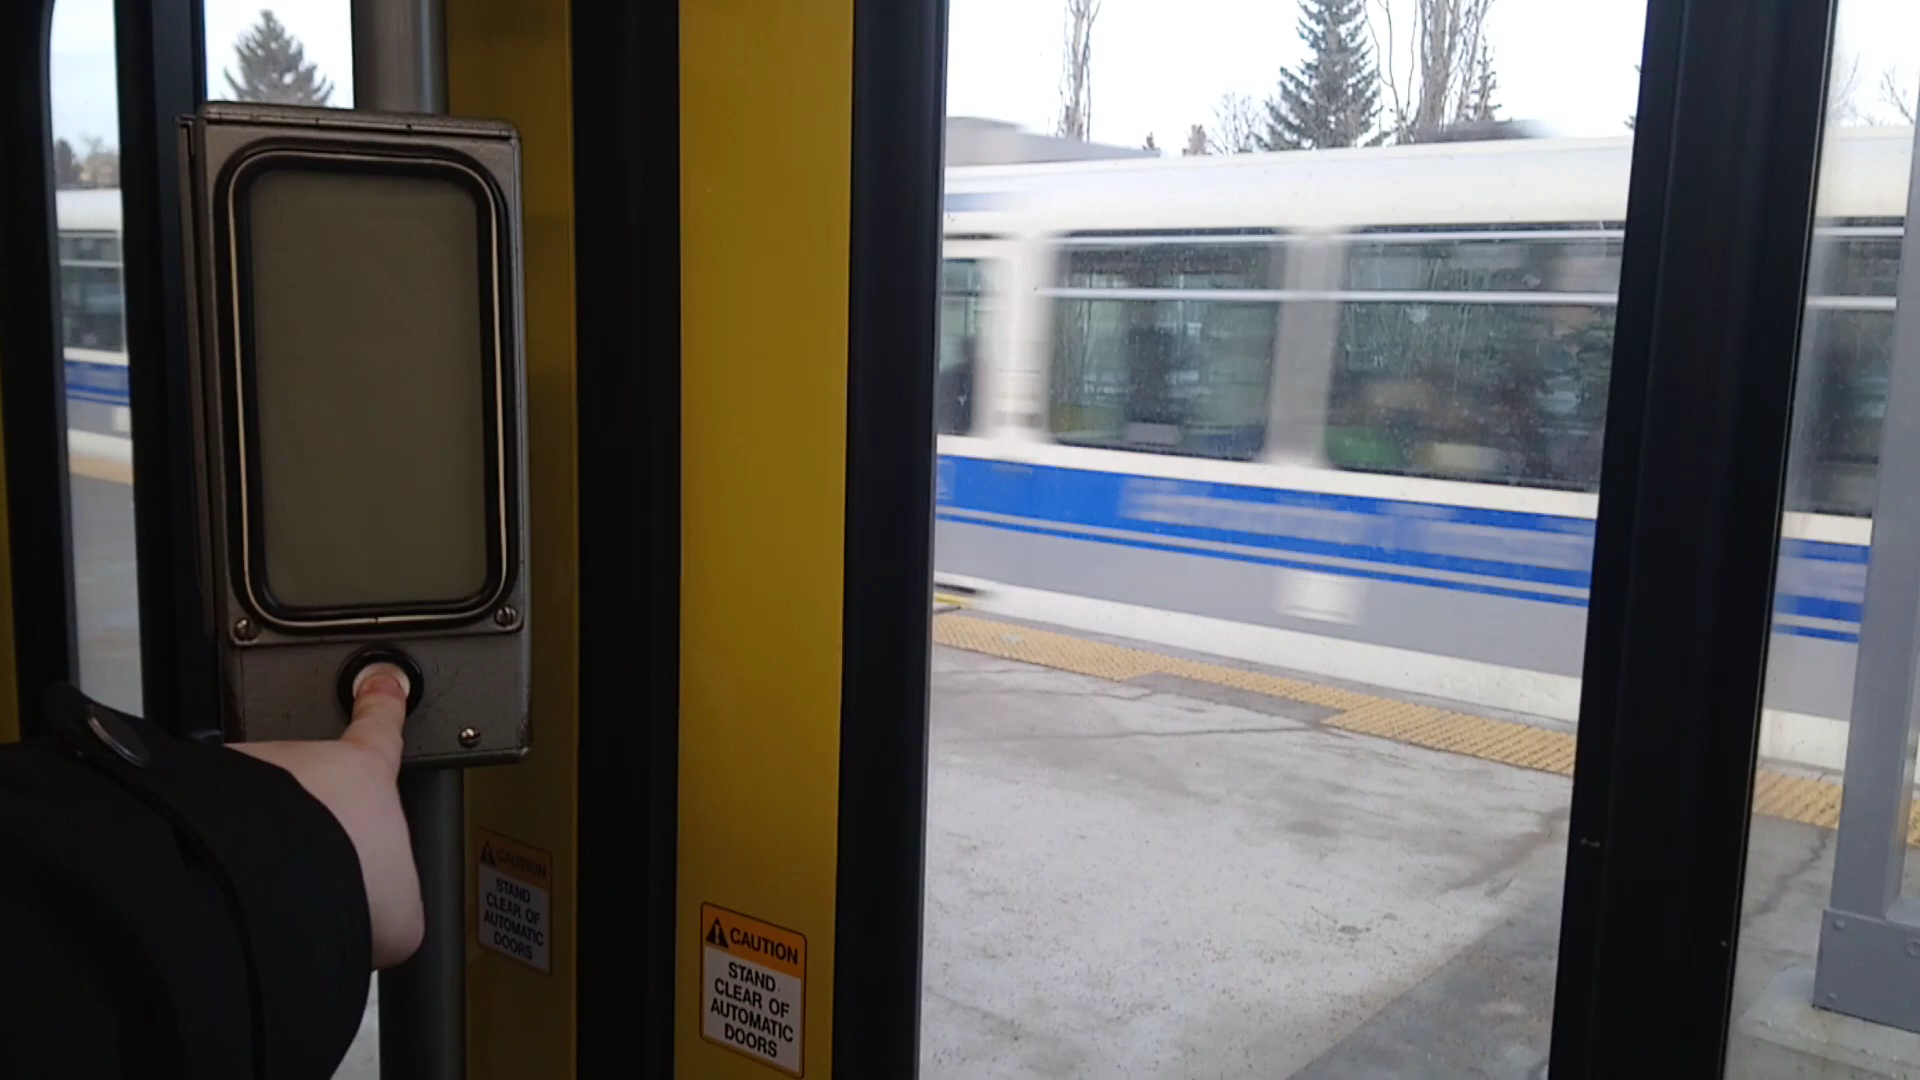 CAUTION
STAND
CLEAR OF
AUTOMATIC
DOORS
CAUTION
STAND
CLEAR OF
AUTOMATIC
DOORS